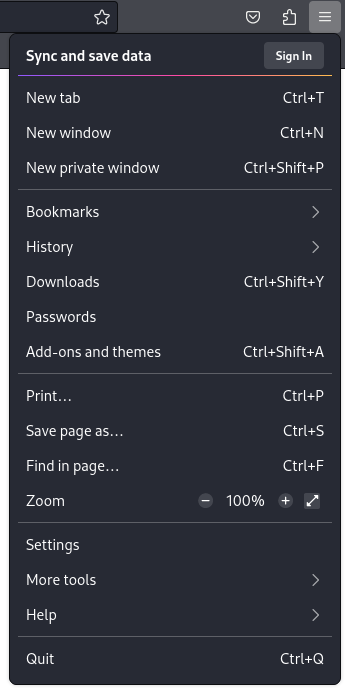 Sync and save data Sign In
New tab Ctrl+T
New window Ctrl+N
New private window Ctrl+Shift+P
Bookmarks
History
Downloads Ctrl+Shift+Y
Passwords
Add-ons and themes Ctrl+Shift+A
Print… Ctrl+P
Save page as… Ctrl+S
Find in page… Ctrl+F
Zoom − 100% +
Settings
More tools
Help
Quit Ctrl+Q